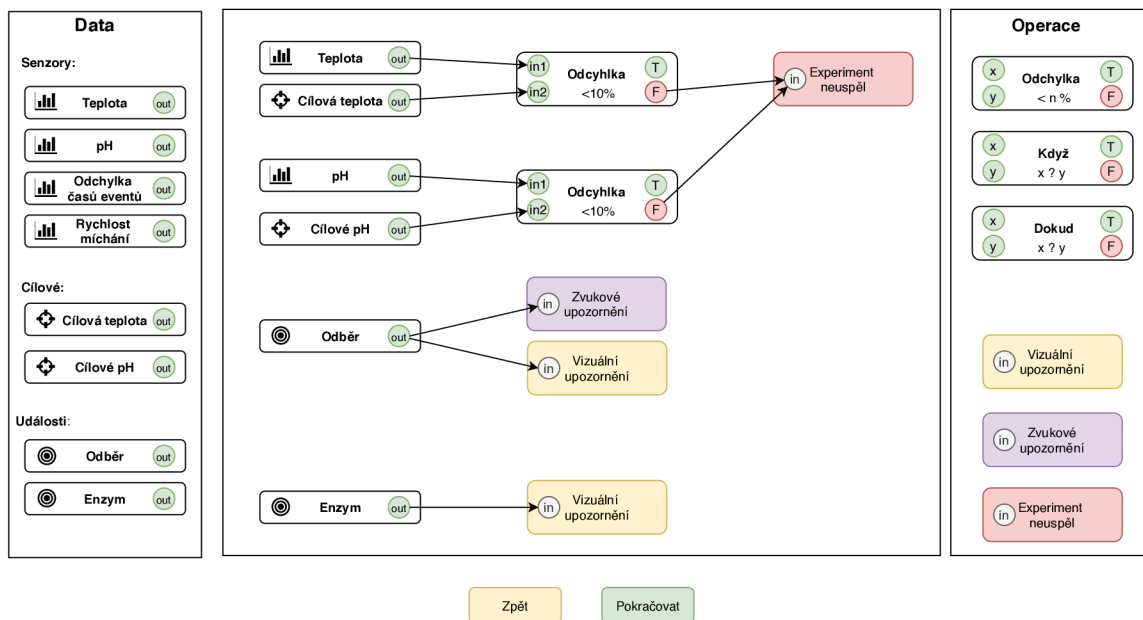 Data
Senzory:
Teplota
out
pH
out
Odchylka
časů eventů
out
Rychlost
míchání
out
Cílové:
Cílová teplota
out
Cílové pH
out
Události:
Odběr
out
Enzym
out
Teplota
out
Cílová teplota
out
in1
in2
Odcyhlka
<10%
T
F
in
Experiment
neuspěl
pH
out
Cílové pH
out
in1
in2
Odcyhlka
<10%
T
F
Odběr
out
in
Zvukové
upozornění
in
Vizuální
upozornění
Enzym
out
in
Vizuální
upozornění
Operace
x
y
Odchylka
< n %
T
F
x
y
Když
x ? y
T
F
x
y
Dokud
x ? y
T
F
in
Vizuální
upozornění
in
Zvukové
upozornění
in
Experiment
neuspěl
Zpět
Pokračovat